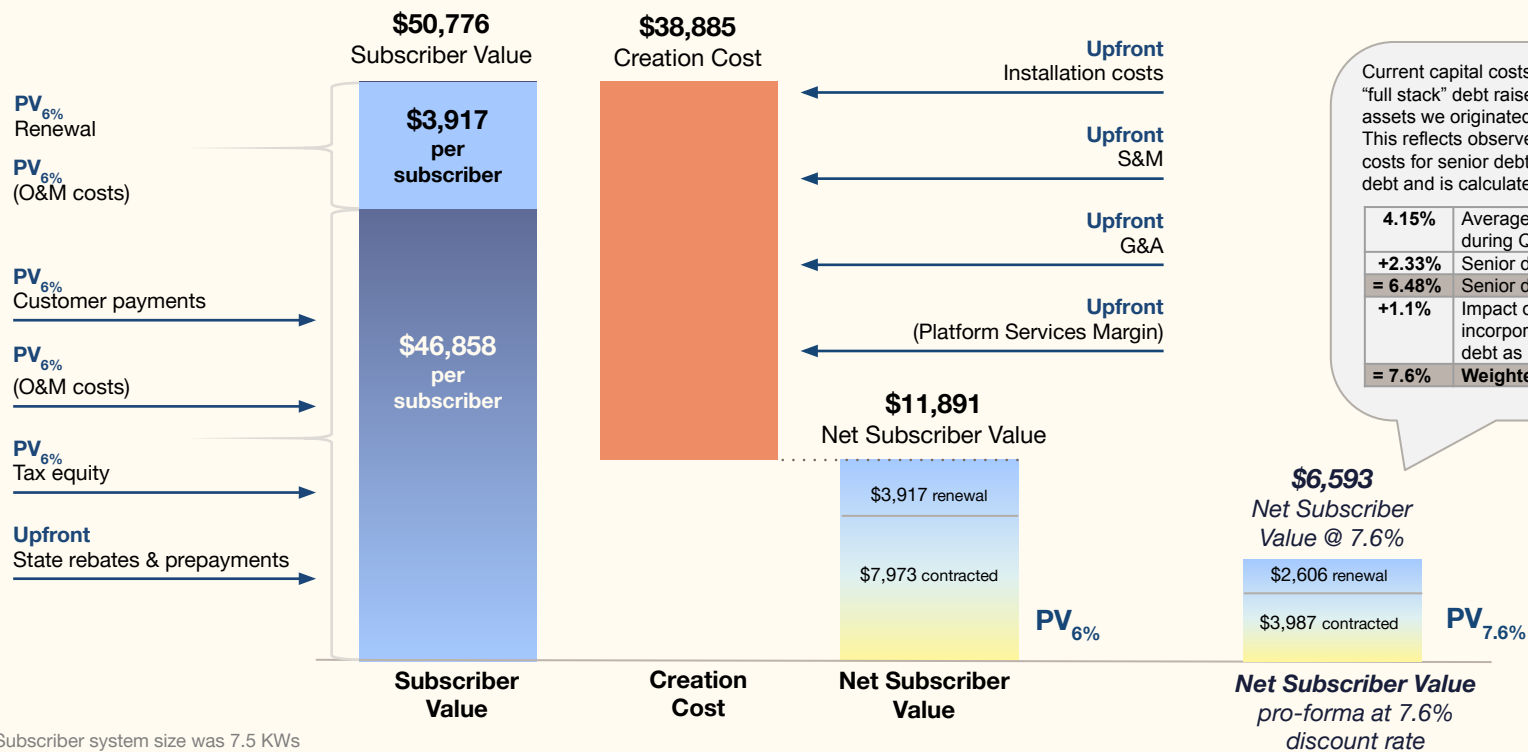 $50,776
Subscriber Value
$38,885
Creation Cost
PV6%
Renewal
PV6%
(O&M costs)
PV6%
Customer payments
PV6%
(O&M costs)
PV6%
Tax equity
Upfront
State rebates & prepayments
$3,917
per
subscriber
$46,858
per
subscriber
Upfront
Installation costs
Upfront
S&M
Upfront
G&A
Upfront
(Platform Services Margin)
$11,891
Net Subscriber Value
$3,917 renewal
$7,973 contracted
PV6%
Current capital costs
"full stack" debt raise
assets we originated
This reflects observe
costs for senior debt
debt and is calculate
4.15% Average
during Q
+2.33% Senior d
= 6.48% Senior d
+1.1% Impact o
incorpor
debt as
= 7.6% Weighte
$6,593
Net Subscriber
Value @ 7.6%
$2,606 renewal
$3,987 contracted
PV7.6%
Subscriber
Value
Creation
Cost
Net Subscriber
Value
Net Subscriber Value
pro-forma at 7.6%
discount rate
Subscriber system size was 7.5 KWs